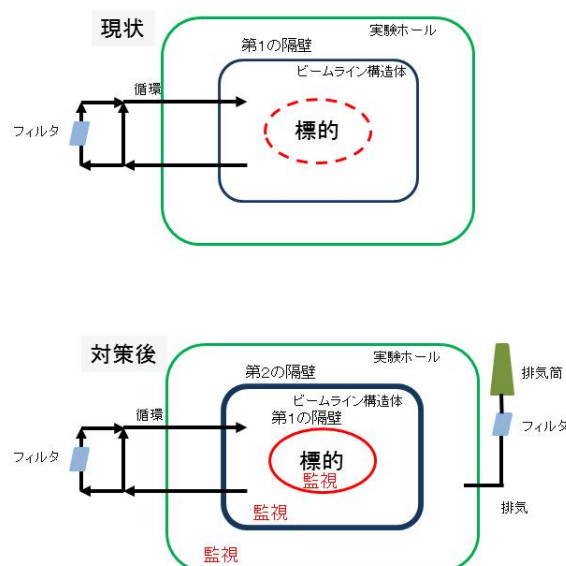 現状
実験ホール
第1の隔壁
ビームライン構造体
循環
フィルタ
標的
対策後
実験ホール
第2の隔壁
排気筒
ビームライン構造体
循環
第1の隔壁
フィルタ
フィルタ
標的
監視
排気
監視
監視